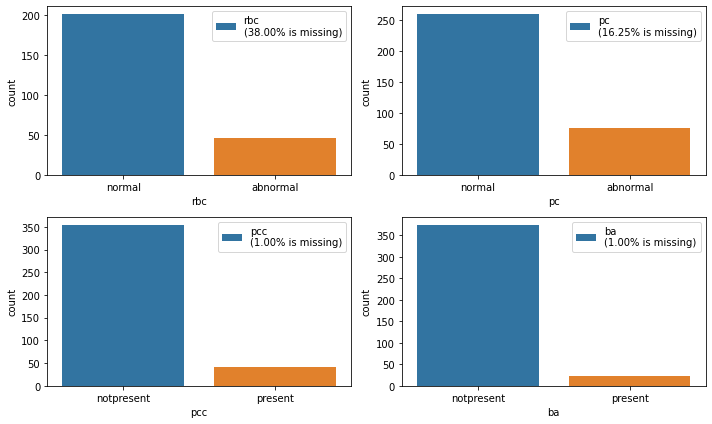 200
150
100
50
0
count
normal
abnormal
rbc
rbc
(38.00% is missing)
250
200
150
100
50
0
count
normal
abnormal
pc
pc
(16.25% is missing)
350
300
250
200
150
100
50
0
count
notpresent
present
pcc
pcc
(1.00% is missing)
350
300
250
200
150
100
50
0
count
notpresent
present
ba
ba
(1.00% is missing)